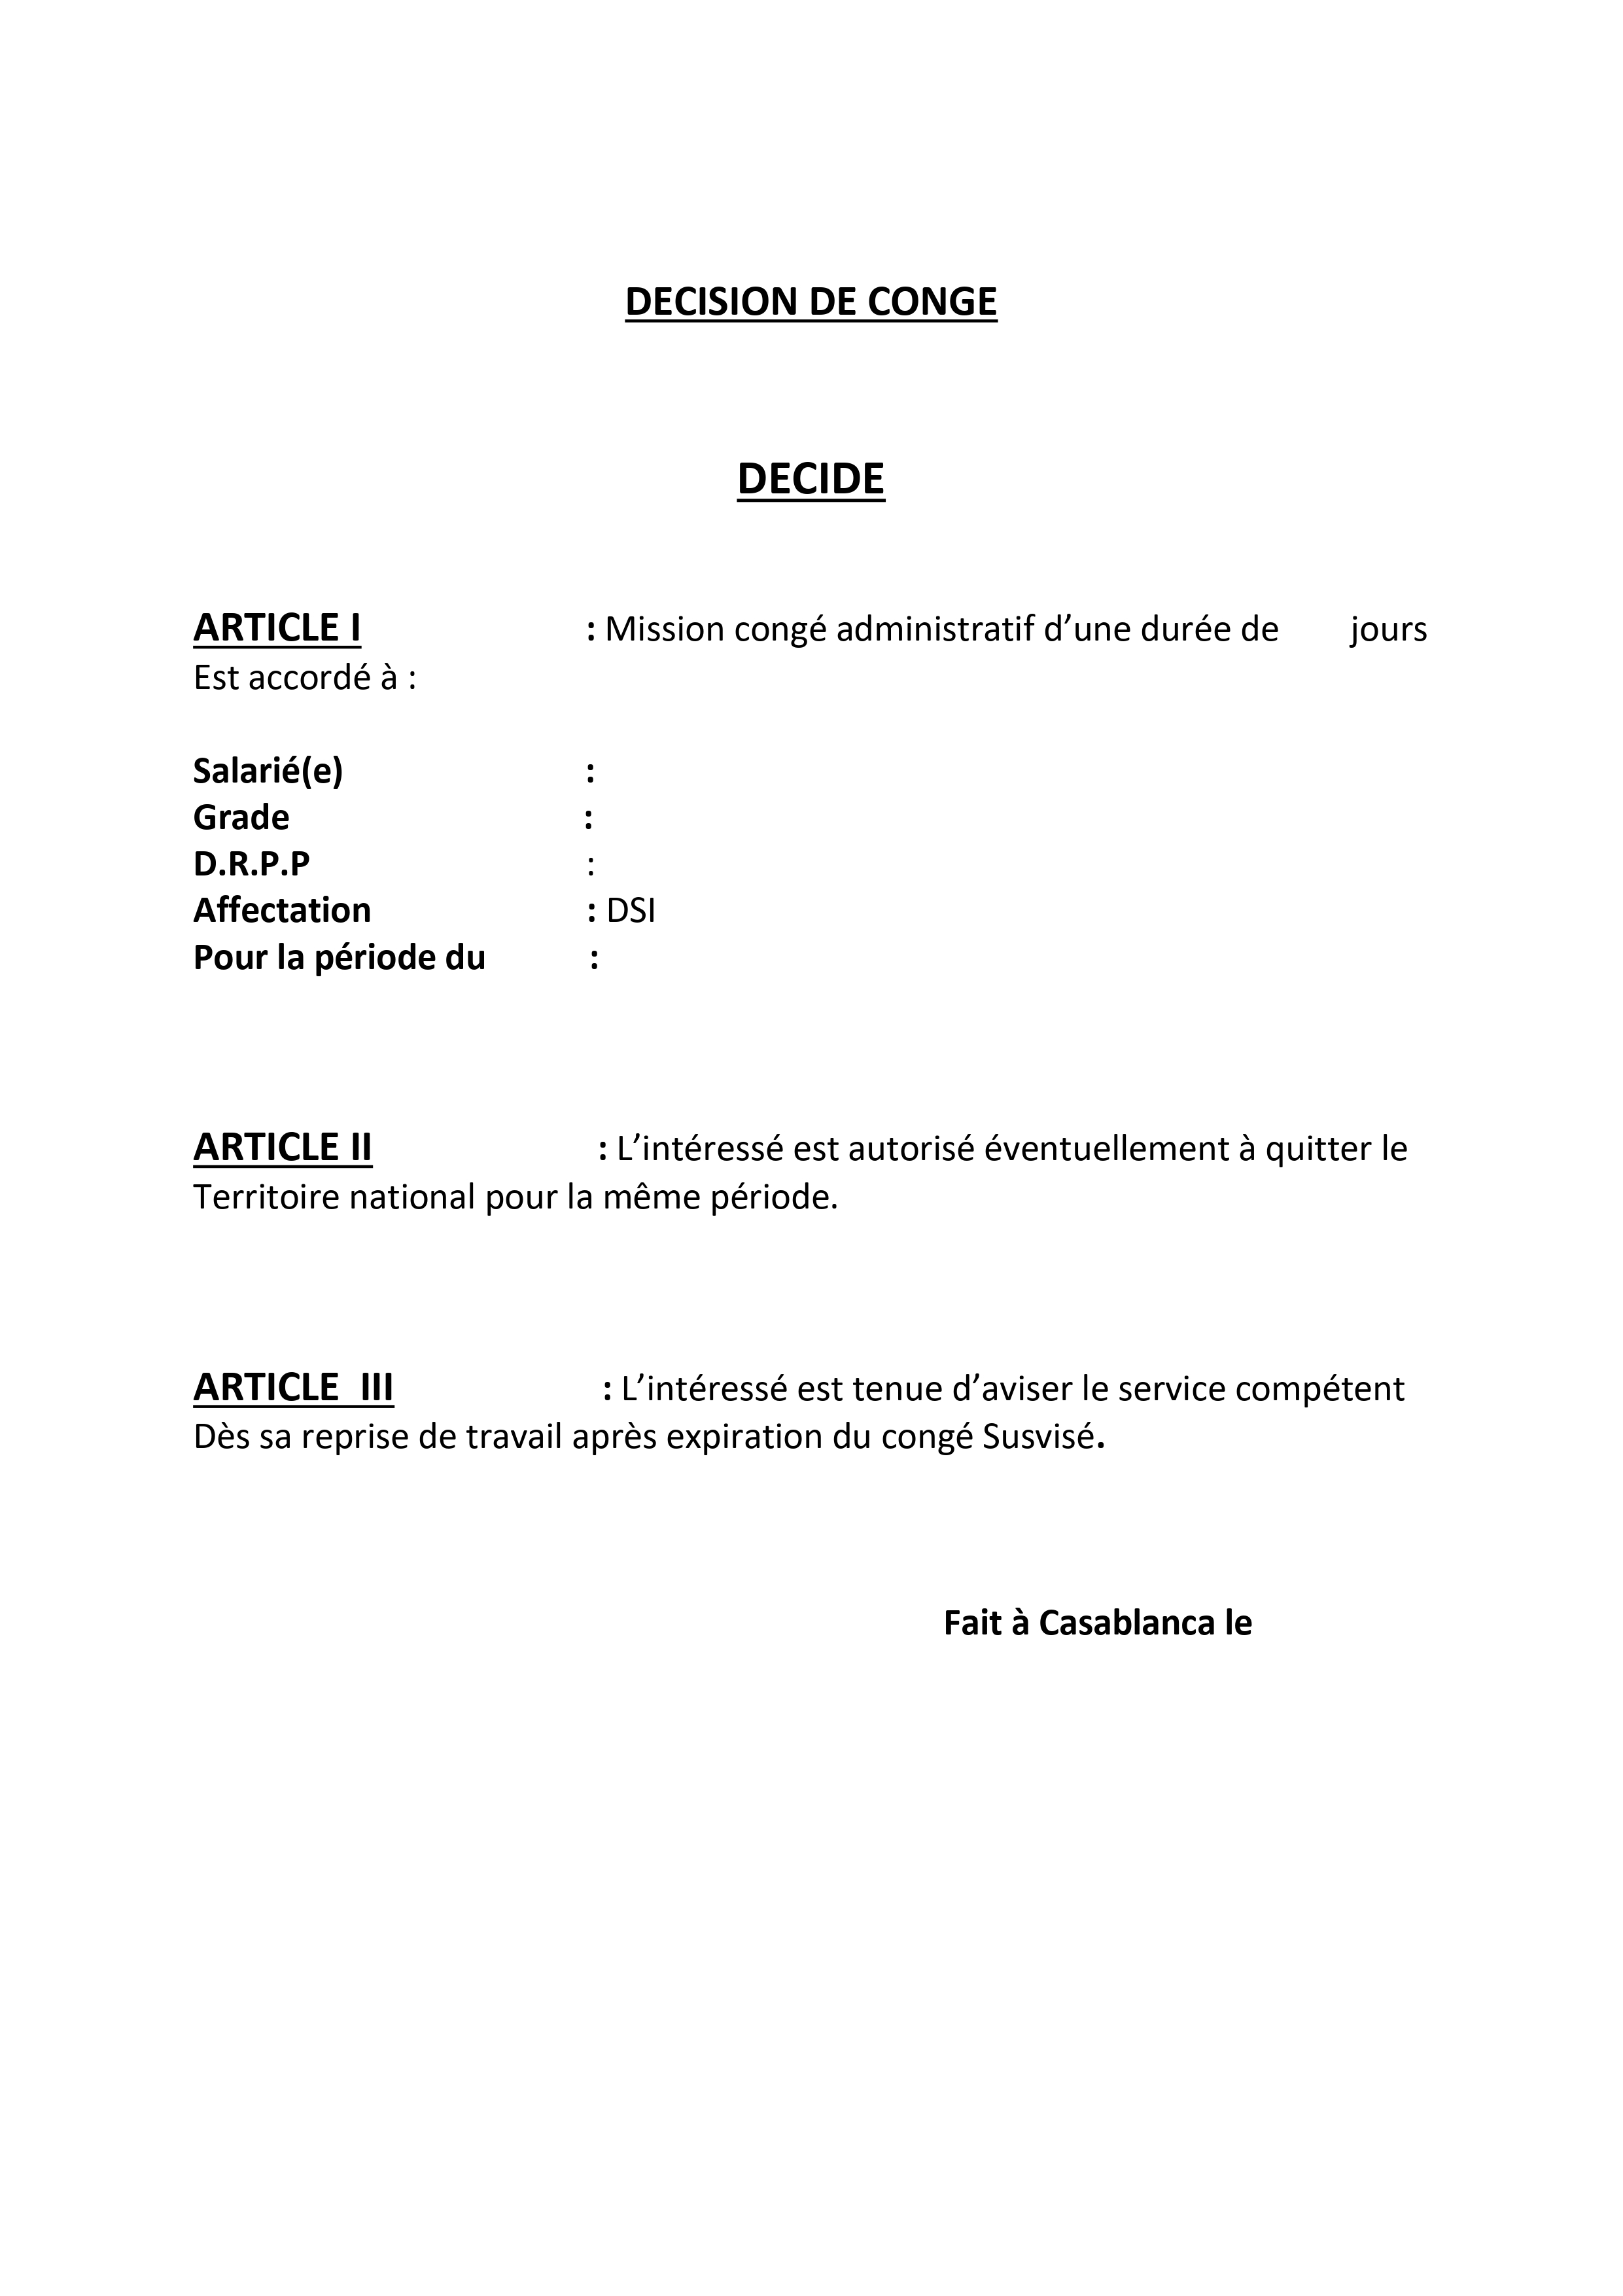 DECISION DE CONGE
DECIDE
ARTICLE I : Mission congé administratif d’une durée de jours
Est accordé à :
Salarié(e) :
Grade :
D.R.P.P :
Affectation : DSI
Pour la période du :
ARTICLE II : L’intéressé est autorisé éventuellement à quitter le
Territoire national pour la même période.
ARTICLE III : L’intéressé est tenue d’aviser le service compétent
Dès sa reprise de travail après expiration du congé Susvisé.
Fait à Casablanca le